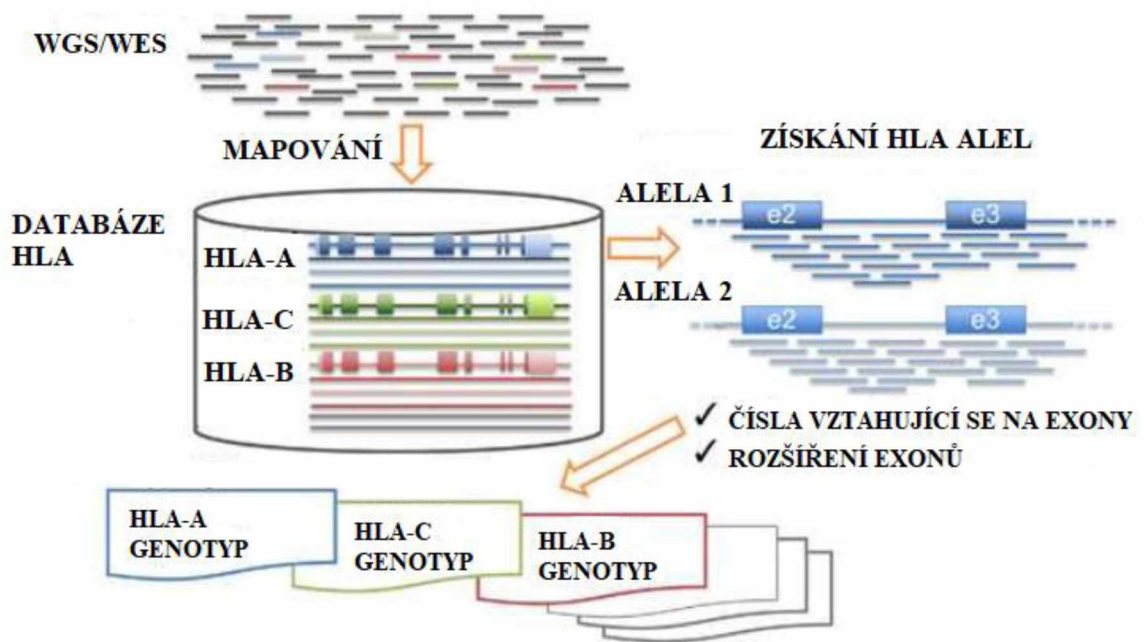 WGS/WES
MAPOVÁNÍ
ZÍSKÁNÍ HLA ALEL
DATABÁZE
HLA
HLA-A
HLA-C
HLA-B
ALELA 1
e2
e3
ALELA 2
e2
e3
✓ ČÍSLA VZTAHUJÍCÍ SE NA EXONY
✓ ROZŠÍŘENÍ EXONŮ
HLA-A
GENOTYP
HLA-C
GENOTYP
HLA-B
GENOTYP